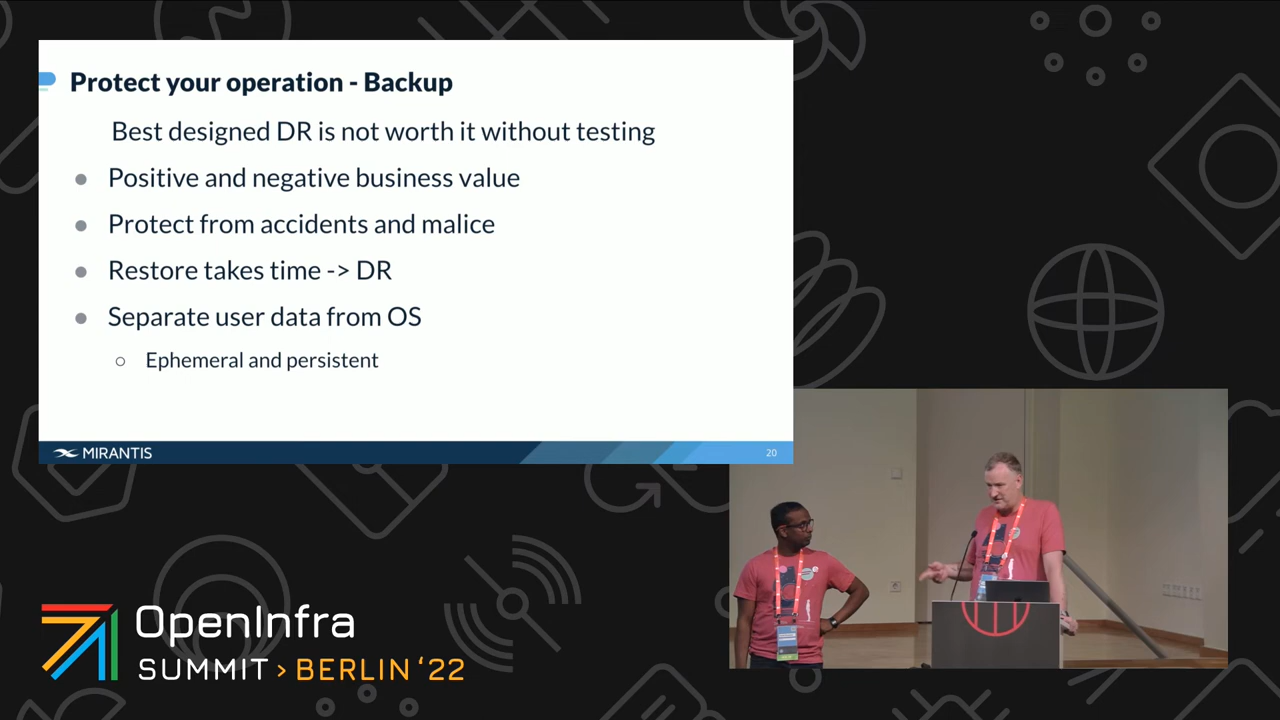 Protect your operation - Backup
Best designed DR is not worth it without testing
Positive and negative business value
Protect from accidents and malice
Restore takes time -> DR
Separate user data from OS
Ephemeral and persistent
MIRANTIS
20
OpenInfra
SUMMIT > BERLIN '22